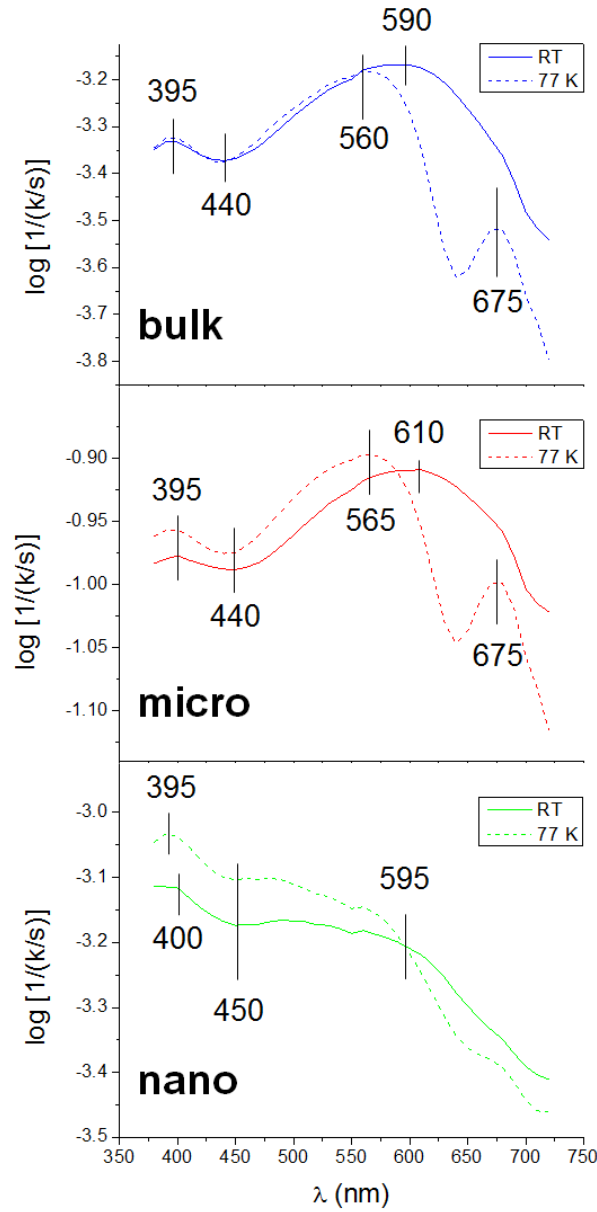 590
-3.2
395
RT
77 K
-3.3
560
-3.4
440
-3.5
-3.6
675
bulk
-3.7
-3.8
log [1/(k/s)]
610
RT
77 K
-0.90
395
565
-0.95
-1.00
440
-1.05
675
micro
-1.10
log [1/(k/s)]
395
-3.0
RT
77 K
-3.1
595
400
-3.2
450
-3.3
-3.4
nano
-3.5
log [1/(k/s)]
350 400 450 500 550 600 650 700 750
λ (nm)